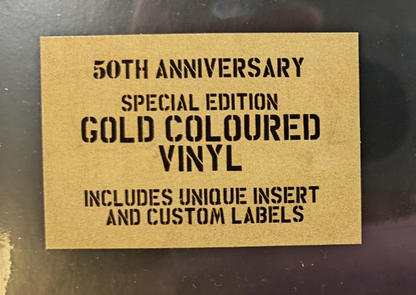 50TH ANNIVERSARY
SPECIAL EDITION
GOLD COLOURED
VINYL
INCLUDES UNIQUE INSERT
AND CUSTOM LABELS